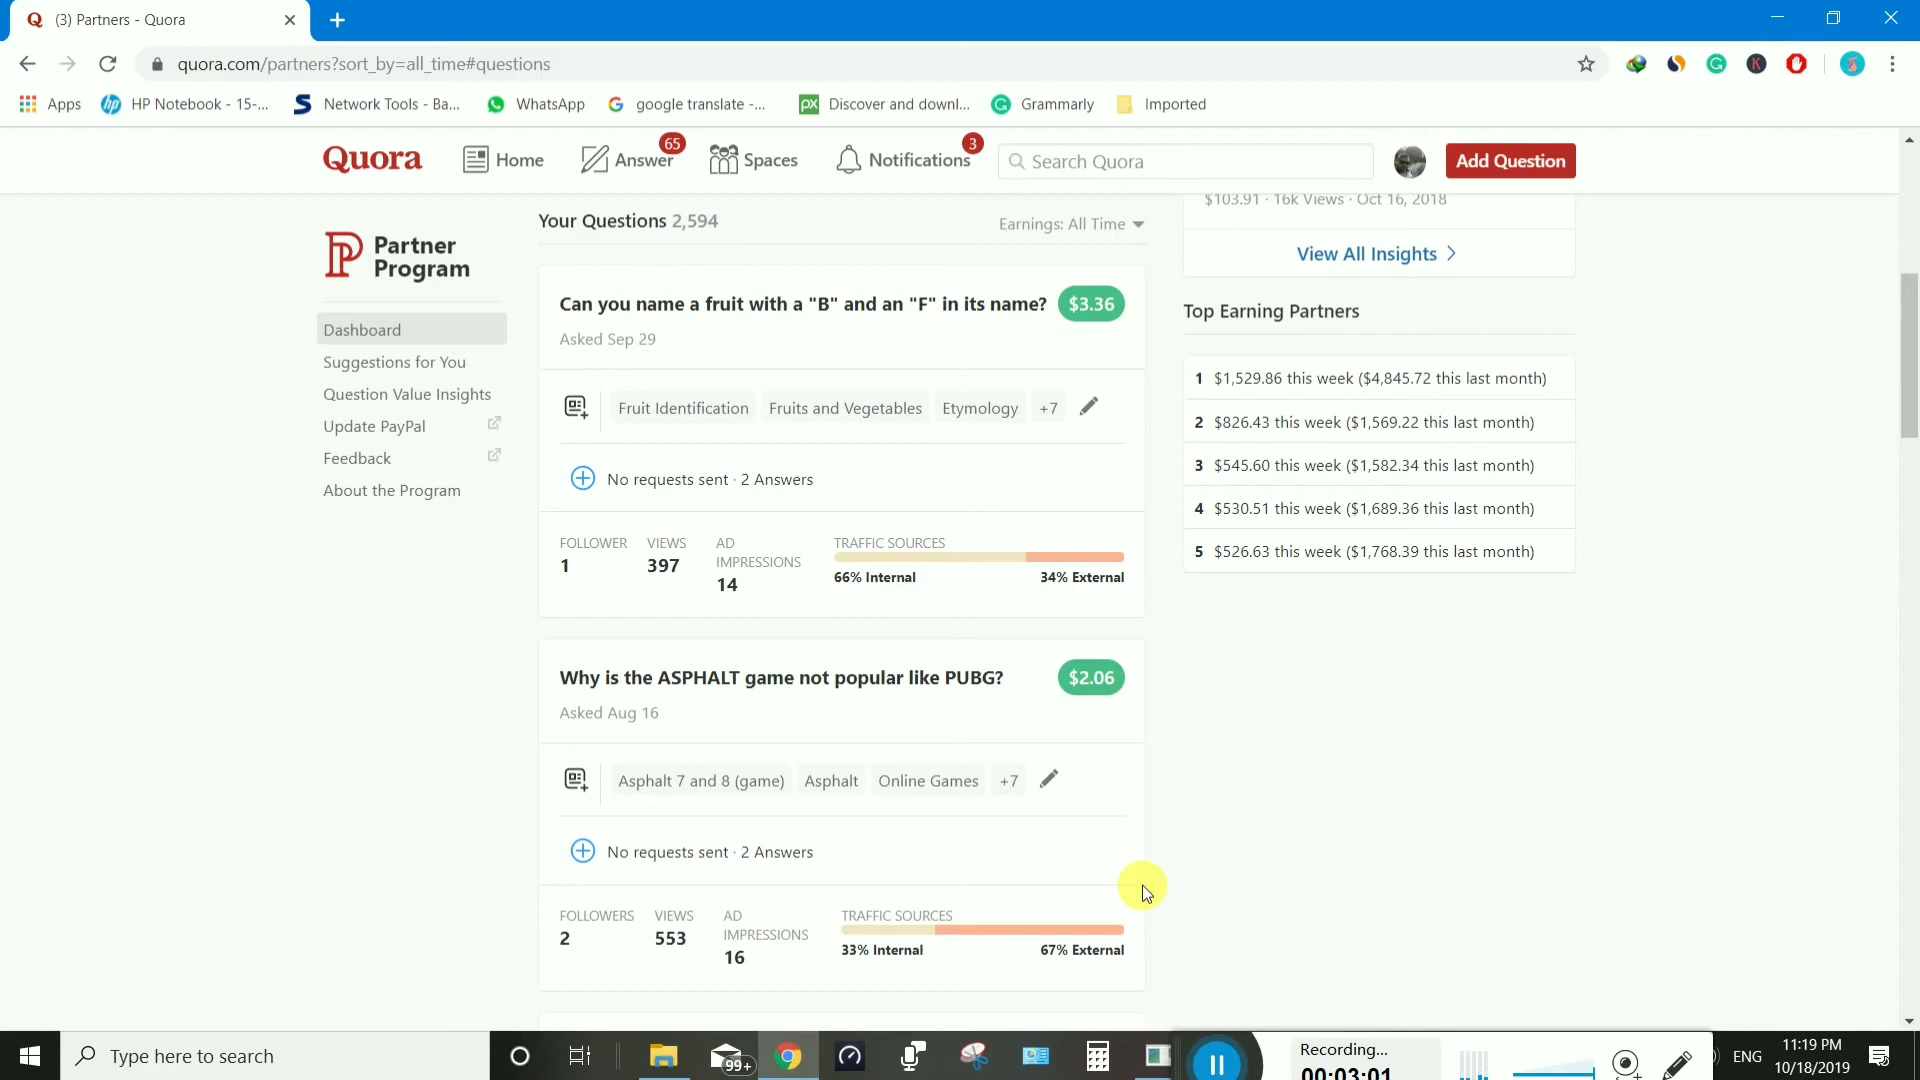 (3) Partners - Quora
quora.com/partners?sort_by=all_time#questions
Apps
HP Notebook - 15-...
Network Tools - Ba...
WhatsApp
google translate -...
Discover and downl...
Grammarly
Imported
Quora
Home
Answer
65
Spaces
Notifications
3
Search Quora
Add Question
Partner
Program
Dashboard
Suggestions for You
Question Value Insights
Update PayPal
Feedback
About the Program
Your Questions 2,594
Earnings: All Time
Can you name a fruit with a "B" and an "F" in its name?
$3.36
Asked Sep 29
Fruit Identification
Fruits and Vegetables
Etymology
+7
No requests sent · 2 Answers
FOLLOWER
1
VIEWS
397
AD
IMPRESSIONS
14
TRAFFIC SOURCES
66% Internal
34% External
Why is the ASPHALT game not popular like PUBG?
$2.06
Asked Aug 16
Asphalt 7 and 8 (game)
Asphalt
Online Games
+7
No requests sent · 2 Answers
FOLLOWERS
2
VIEWS
553
AD
IMPRESSIONS
16
TRAFFIC SOURCES
33% Internal
67% External
$103.91 · 16k Views · Oct 16, 2018
View All Insights
Top Earning Partners
1 $1,529.86 this week ($4,845.72 this last month)
2 $826.43 this week ($1,569.22 this last month)
3 $545.60 this week ($1,582.34 this last month)
4 $530.51 this week ($1,689.36 this last month)
5 $526.63 this week ($1,768.39 this last month)
Type here to search
99+
Recording...
00:03:01
ENG
11:19 PM
10/18/2019